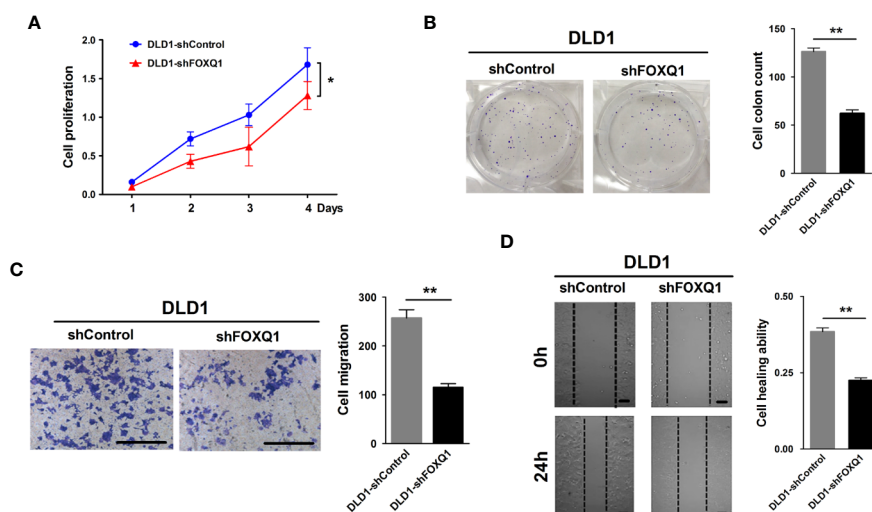 A
DLD1-shControl
DLD1-shFOXQ1
Cell proliferation
2.0
1.5
1.0
0.5
0.0
*
1 2 3 4 Days
B
DLD1
shControl shFOXQ1
Cell colon count
150
100
50
0
**
DLD1-shControl
DLD1-shFOXQ1
C
DLD1
shControl shFOXQ1
Cell migration
300
200
100
0
**
DLD1-shControl
DLD1-shFOXQ1
D
DLD1
shControl shFOXQ1
0h
24h
Cell healing ability
0.50
0.25
0.00
**
DLD1-shControl
DLD1-shFOXQ1